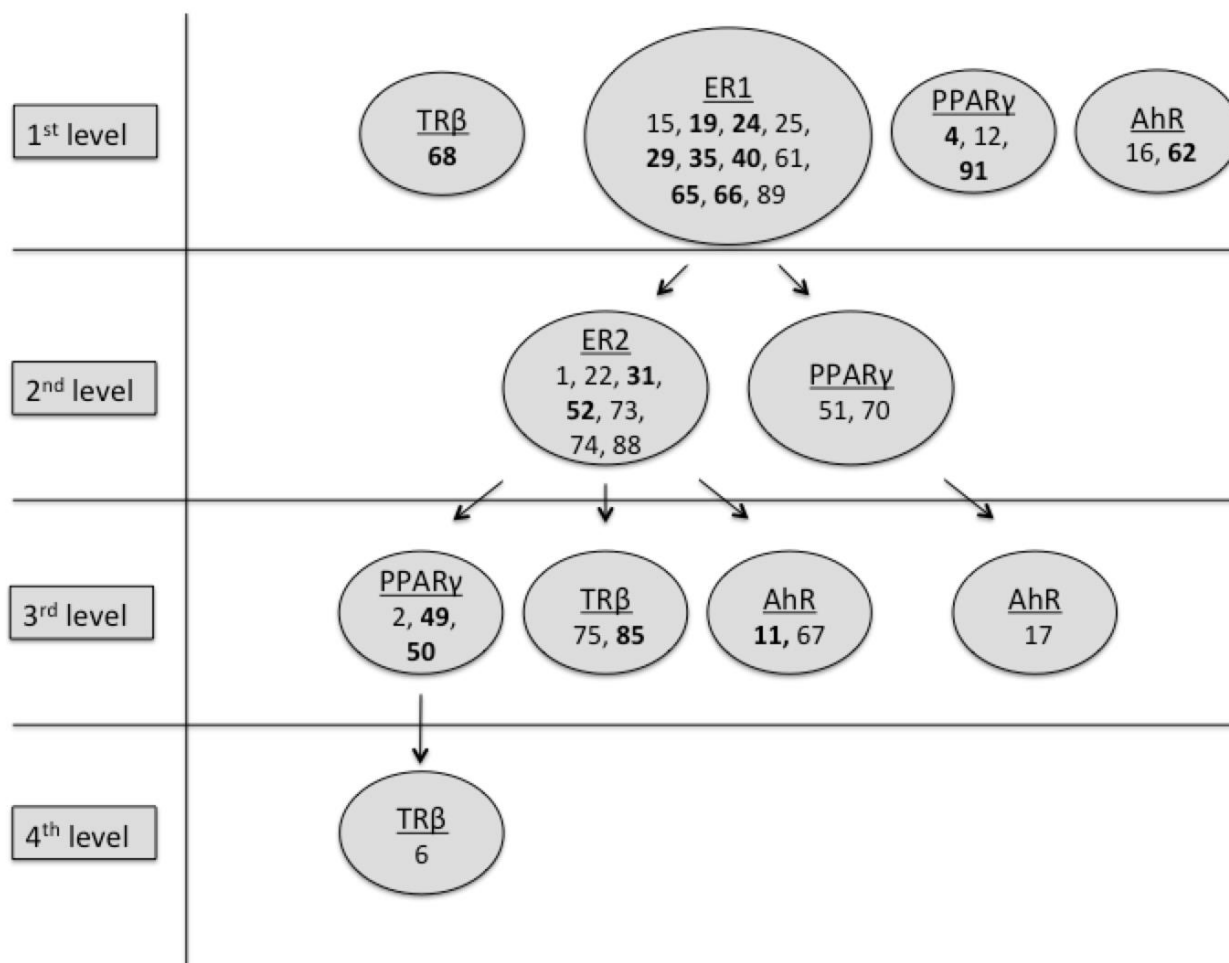 1st level
TRβ
68
ER1
15, 19, 24, 25,
29, 35, 40, 61,
65, 66, 89
PPARγ
4, 12,
91
AhR
16, 62
2nd level
ER2
1, 22, 31,
52, 73,
74, 88
PPARγ
51, 70
3rd level
PPARγ
2, 49,
50
TRβ
75, 85
AhR
11, 67
AhR
17
4th level
TRβ
6